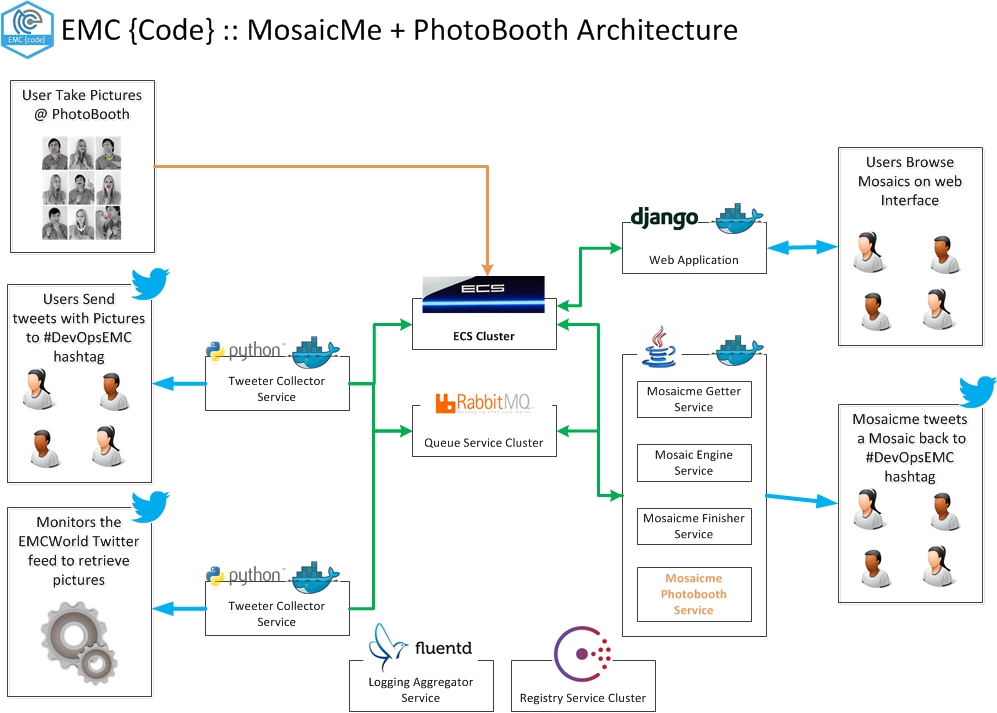 EMC {Code} :: MosaicMe + PhotoBooth Architecture
EMC {code}
User Take Pictures
@ PhotoBooth
Users Send
tweets with Pictures
to #DevOpsEMC
hashtag
Monitors the
EMCWorld Twitter
feed to retrieve
pictures
python™
Tweeter Collector
Service
python™
Tweeter Collector
Service
ECS
ECS Cluster
RabbitMQ
Queue Service Cluster
fluentd
Logging Aggregator
Service
Registry Service Cluster
django
Web Application
Java
Mosaicme Getter
Service
Mosaic Engine
Service
Mosaicme Finisher
Service
Mosaicme
Photobooth
Service
Users Browse
Mosaics on web
Interface
Mosaicme tweets
a Mosaic back to
#DevOpsEMC
hashtag